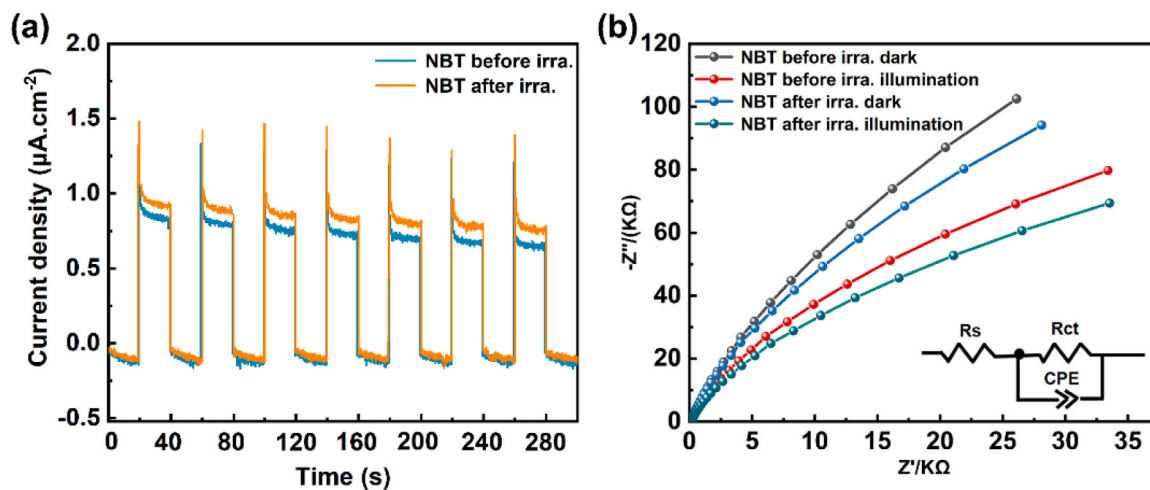 (a)
2.0
1.5
1.0
0.5
0.0
-0.5
Current density (μA.cm-2)
NBT before irra.
NBT after irra.
0 40 80 120 160 200 240 280
Time (s)
(b)
120
100
80
60
40
20
0
-Z''/(KΩ)
NBT before irra. dark
NBT before irra. illumination
NBT after irra. dark
NBT after irra. illumination
Rs
Rct
CPE
0 5 10 15 20 25 30 35
Z'/KΩ